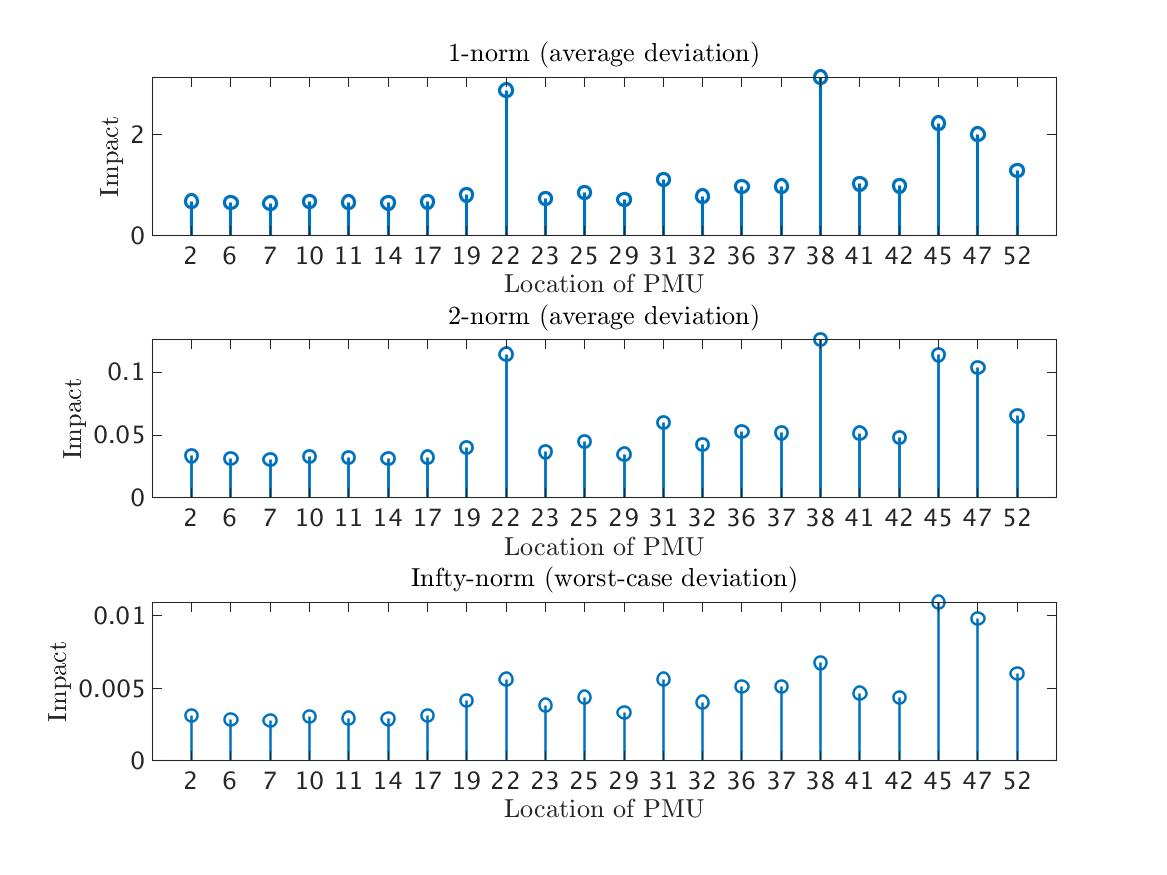 1-norm (average deviation)
Impact
2
0
2 6 7 10 11 14 17 19 22 23 25 29 31 32 36 37 38 41 42 45 47 52
Location of PMU
2-norm (average deviation)
Impact
0.1
0.05
0
2 6 7 10 11 14 17 19 22 23 25 29 31 32 36 37 38 41 42 45 47 52
Location of PMU
Infty-norm (worst-case deviation)
Impact
0.01
0.005
0
2 6 7 10 11 14 17 19 22 23 25 29 31 32 36 37 38 41 42 45 47 52
Location of PMU